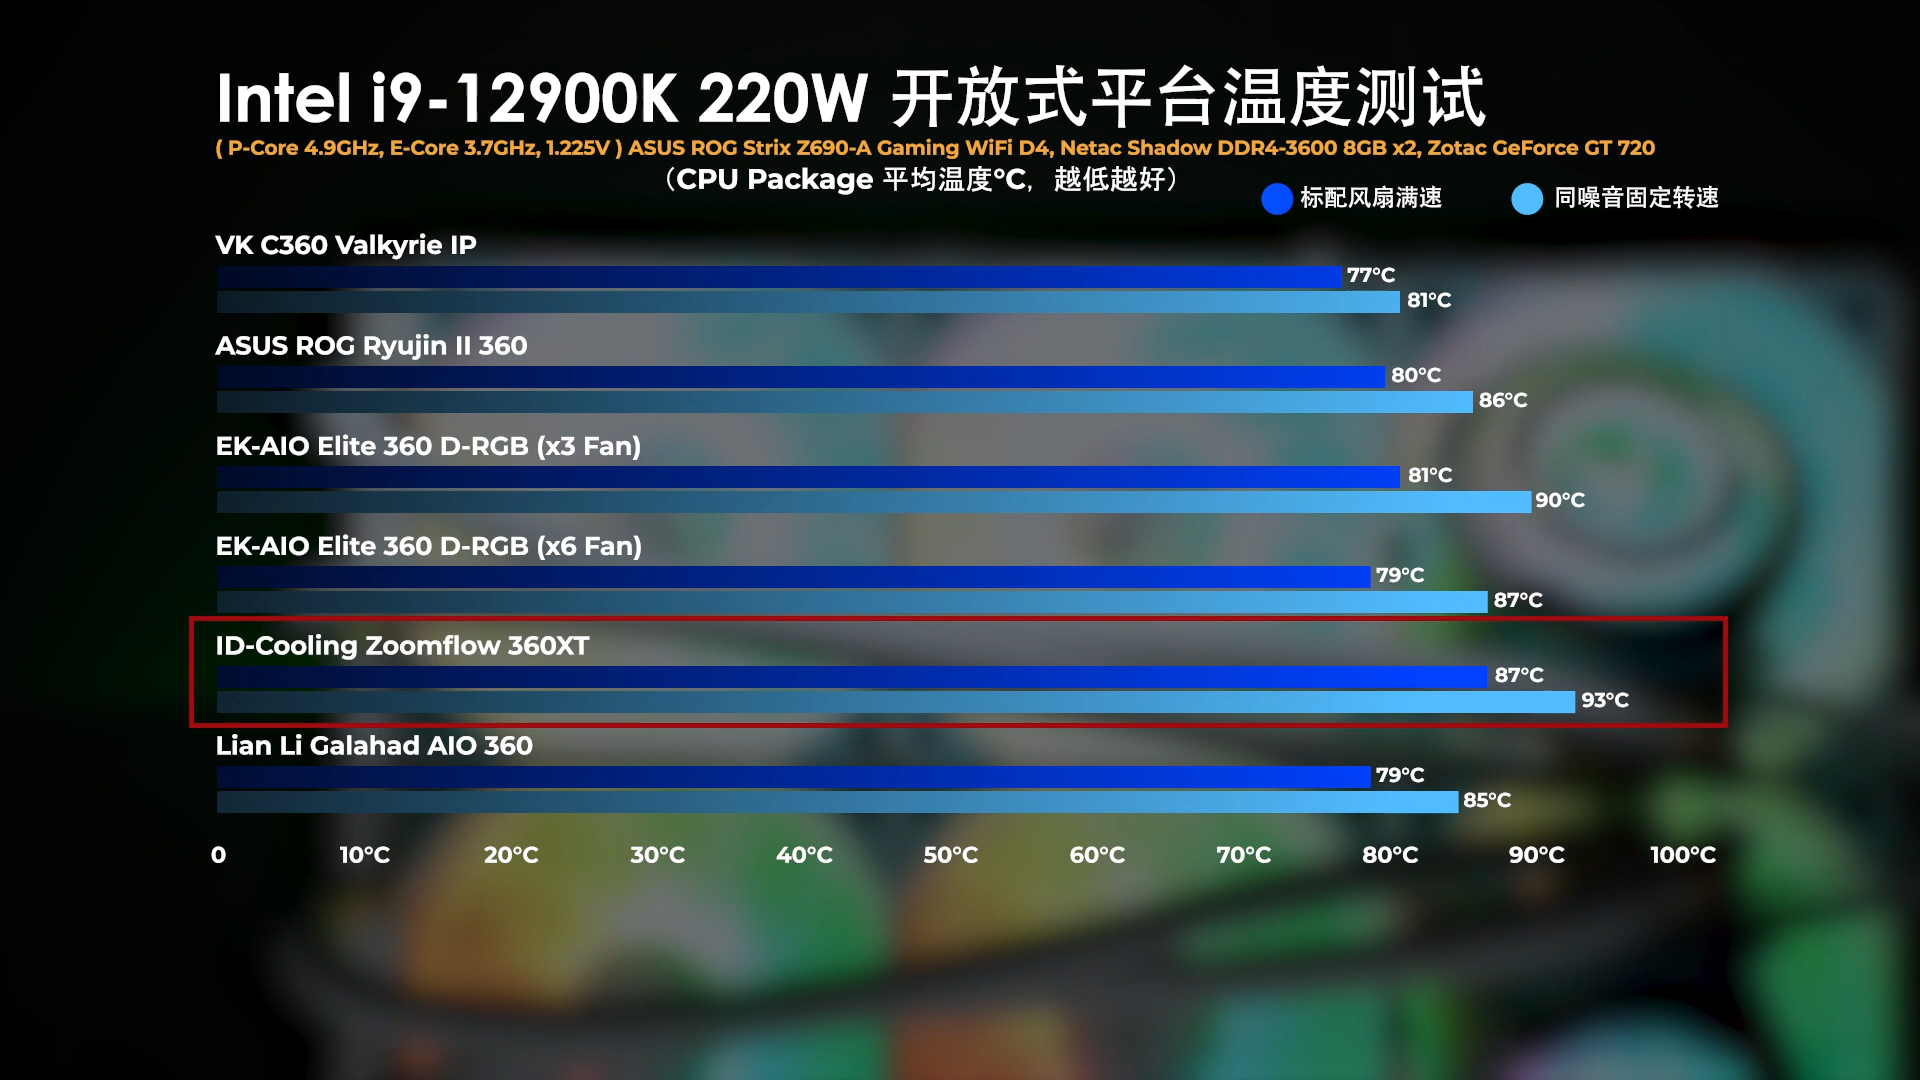 Intel i9-12900K 220W 开放式平台温度测试
( P-Core 4.9GHz, E-Core 3.7GHz, 1.225V ) ASUS ROG Strix Z690-A Gaming WiFi D4, Netac Shadow DDR4-3600 8GB x2, Zotac GeForce GT 720
（CPU Package 平均温度°C，越低越好）
标配风扇满速 同噪音固定转速
VK C360 Valkyrie IP
77°C
81°C
ASUS ROG Ryujin II 360
80°C
86°C
EK-AIO Elite 360 D-RGB (x3 Fan)
81°C
90°C
EK-AIO Elite 360 D-RGB (x6 Fan)
79°C
87°C
ID-Cooling Zoomflow 360XT
87°C
93°C
Lian Li Galahad AIO 360
79°C
85°C
0 10°C 20°C 30°C 40°C 50°C 60°C 70°C 80°C 90°C 100°C